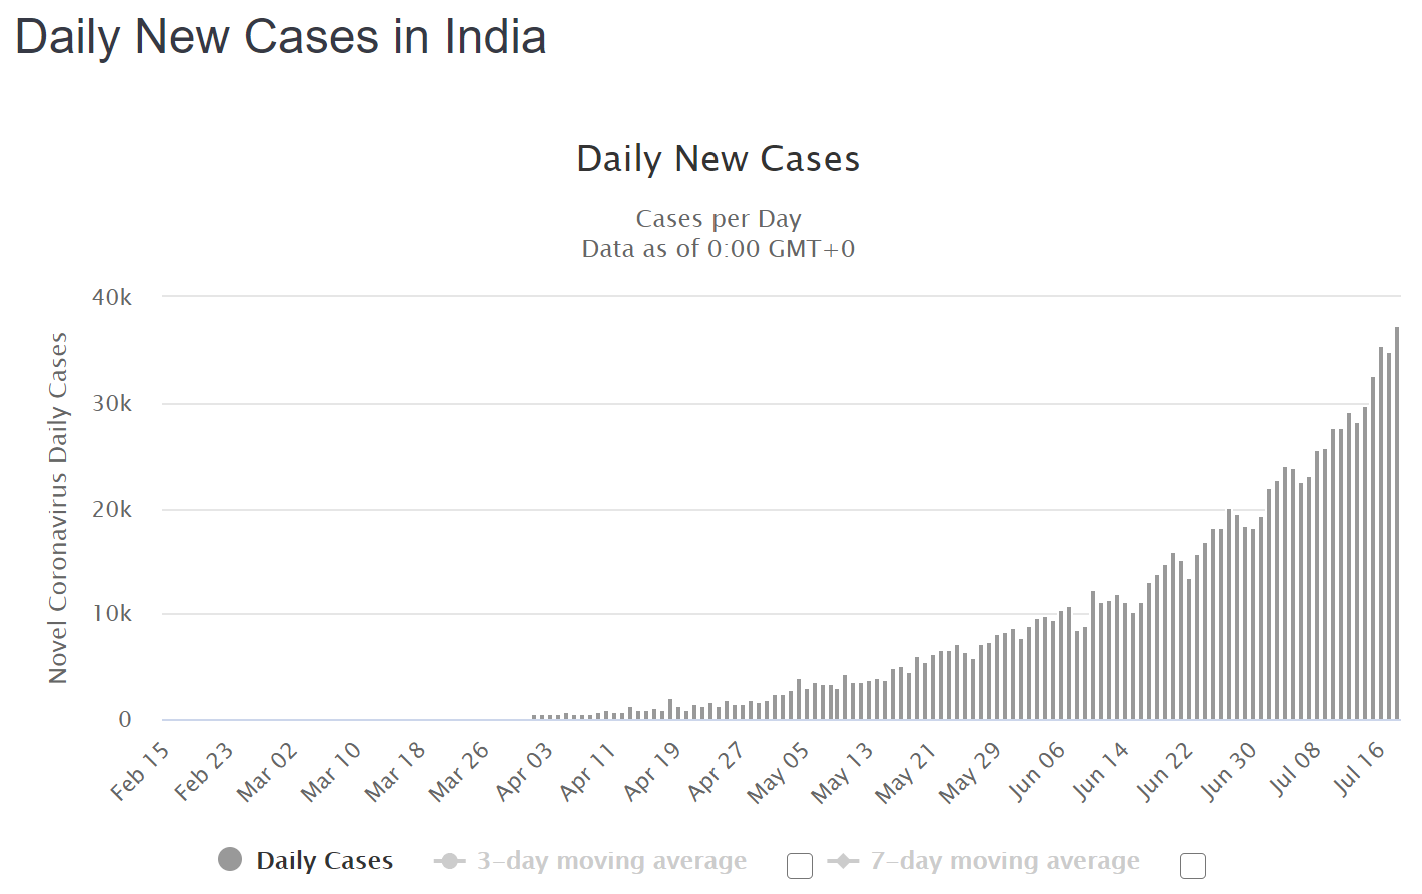 Daily New Cases in India
Daily New Cases
Cases per Day
Data as of 0:00 GMT+0
Novel Coronavirus Daily Cases
40k
30k
20k
10k
0
Feb 15
Feb 23
Mar 02
Mar 10
Mar 18
Mar 26
Apr 03
Apr 11
Apr 19
Apr 27
May 05
May 13
May 21
May 29
Jun 06
Jun 14
Jun 22
Jun 30
Jul 08
Jul 16
Daily Cases
3-day moving average
7-day moving average